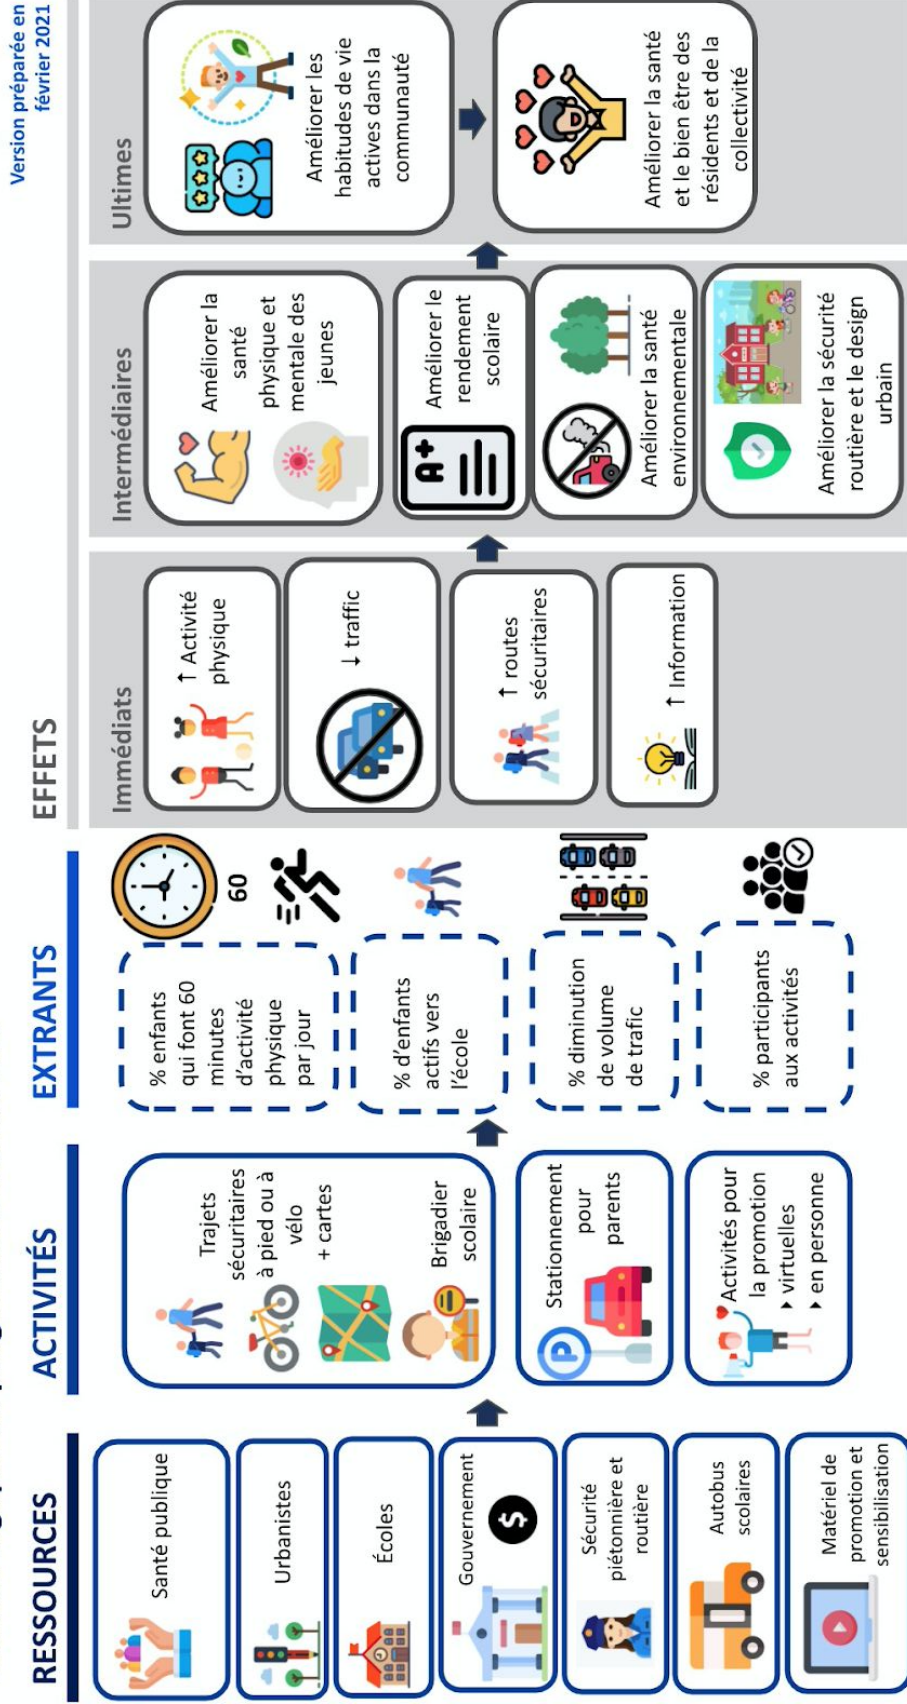 Version préparée en
février 2021
RESSOURCES
Santé publique
Urbanistes
Écoles
Gouvernement
$
Sécurité
piétonnière et
routière
Autobus
scolaires
Matériel de
promotion et
sensibilisation
ACTIVITÉS
Trajets
sécuritaires
à pied ou à
vélo
+ cartes
Brigadier
scolaire
P
Stationnement
pour
parents
Activités pour
la promotion
▸ virtuelles
▸ en personne
EXTRANTS
% enfants
qui font 60
minutes
d'activité
physique
par jour
60
% d'enfants
actifs vers
l'école
% diminution
de volume
de trafic
% participants
aux activités
EFFETS
Immédiats
↑ Activité
physique
↓ traffic
↑ routes
sécuritaires
↑ Information
Intermédiaires
Améliorer la
santé
physique et
mentale des
jeunes
A+
Améliorer le
rendement
scolaire
Améliorer la santé
environnementale
Améliorer la sécurité
routière et le design
urbain
Ultimes
Améliorer les
habitudes de vie
actives dans la
communauté
Améliorer la santé
et le bien être des
résidents et de la
collectivité